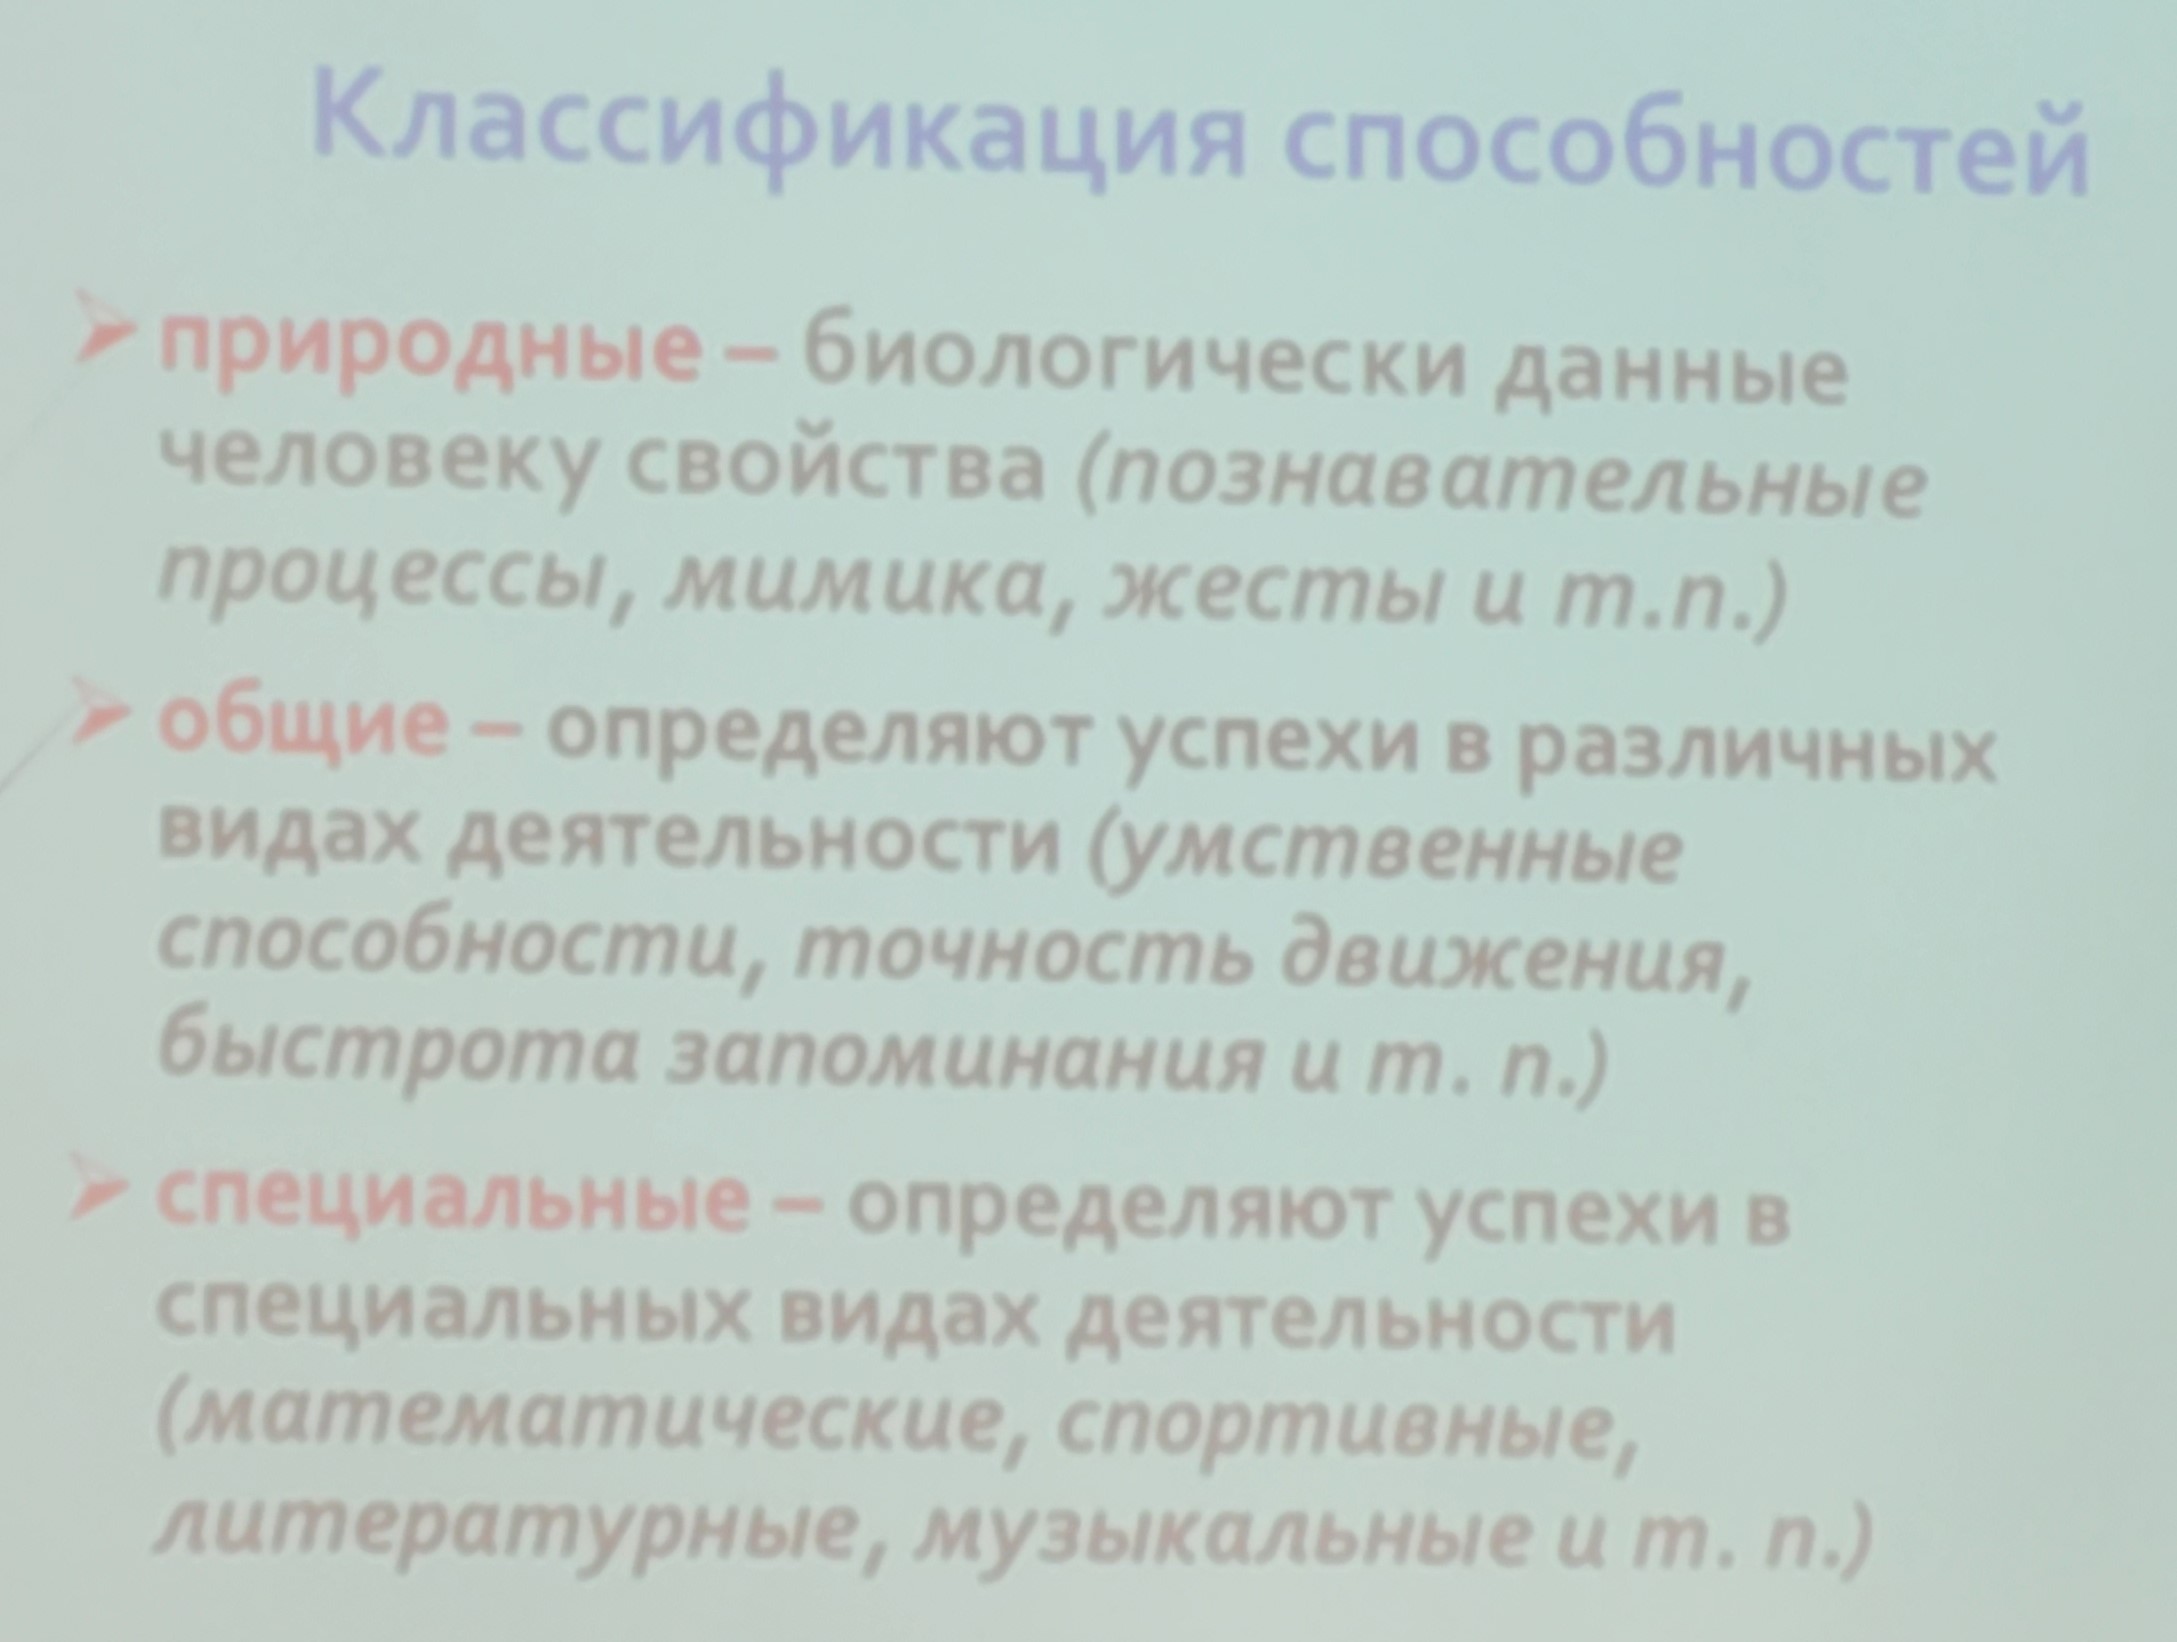 Классификация способностей
природные – биологически данные
человеку свойства (познавательные
процессы, мимика, жесты и т.п.)
общие – определяют успехи в различных
видах деятельности (умственные
способности, точность движения,
быстрота запоминания и т. п.)
специальные – определяют успехи в
специальных видах деятельности
(математические, спортивные,
литературные, музыкальные и т. п.)